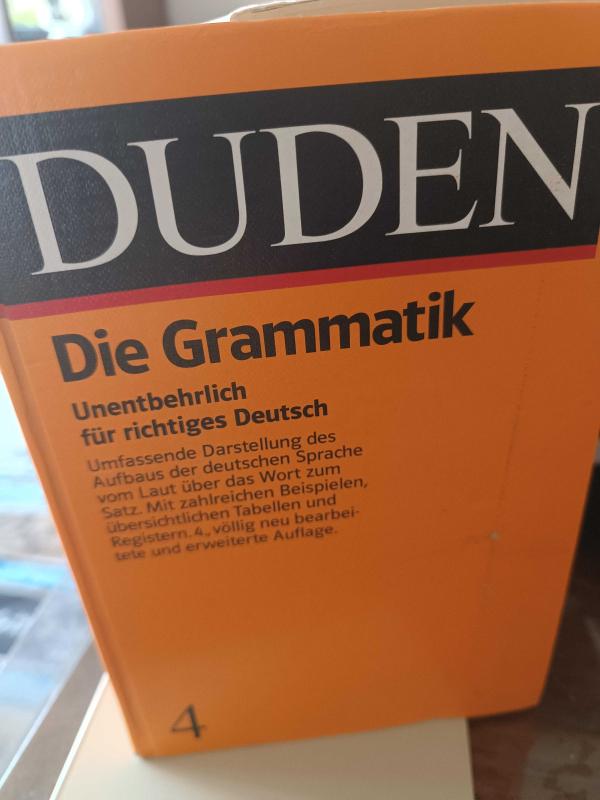 DUDEN
Die Grammatik
Unentbehrlich
für richtiges Deutsch
Umfassende Darstellung des
Aufbaus der deutschen Sprache
vom Laut über das Wort zum
Satz. Mit zahlreichen Beispielen,
übersichtlichen Tabellen und
Registern. 4., völlig neu bearbei-
tete und erweiterte Auflage.
4